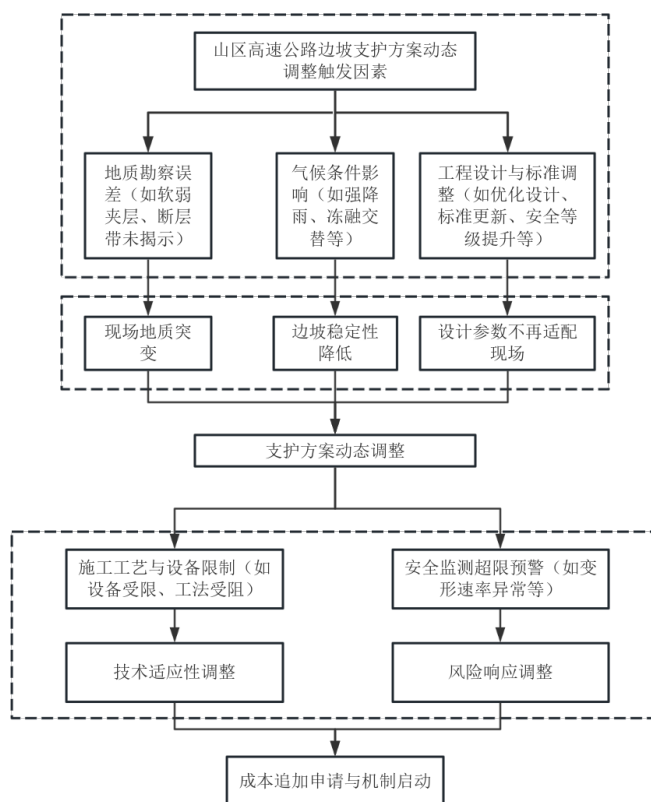 山区高速公路边坡支护方案动态
调整触发因素
地质勘察误
差（如软弱
夹层、断层
带未揭示）
气候条件影
响（如强降
雨、冻融交
替等）
工程设计与标准调
整（如优化设计、
标准更新、安全等
级提升等）
现场地质突
变
边坡稳定性
降低
设计参数不再适配
现场
支护方案动态调整
施工工艺与设备限制（如
设备受限、工法受阻）
安全监测超限预警（如变
形速率异常等）
技术适应性调整
风险响应调整
成本追加申请与机制启动